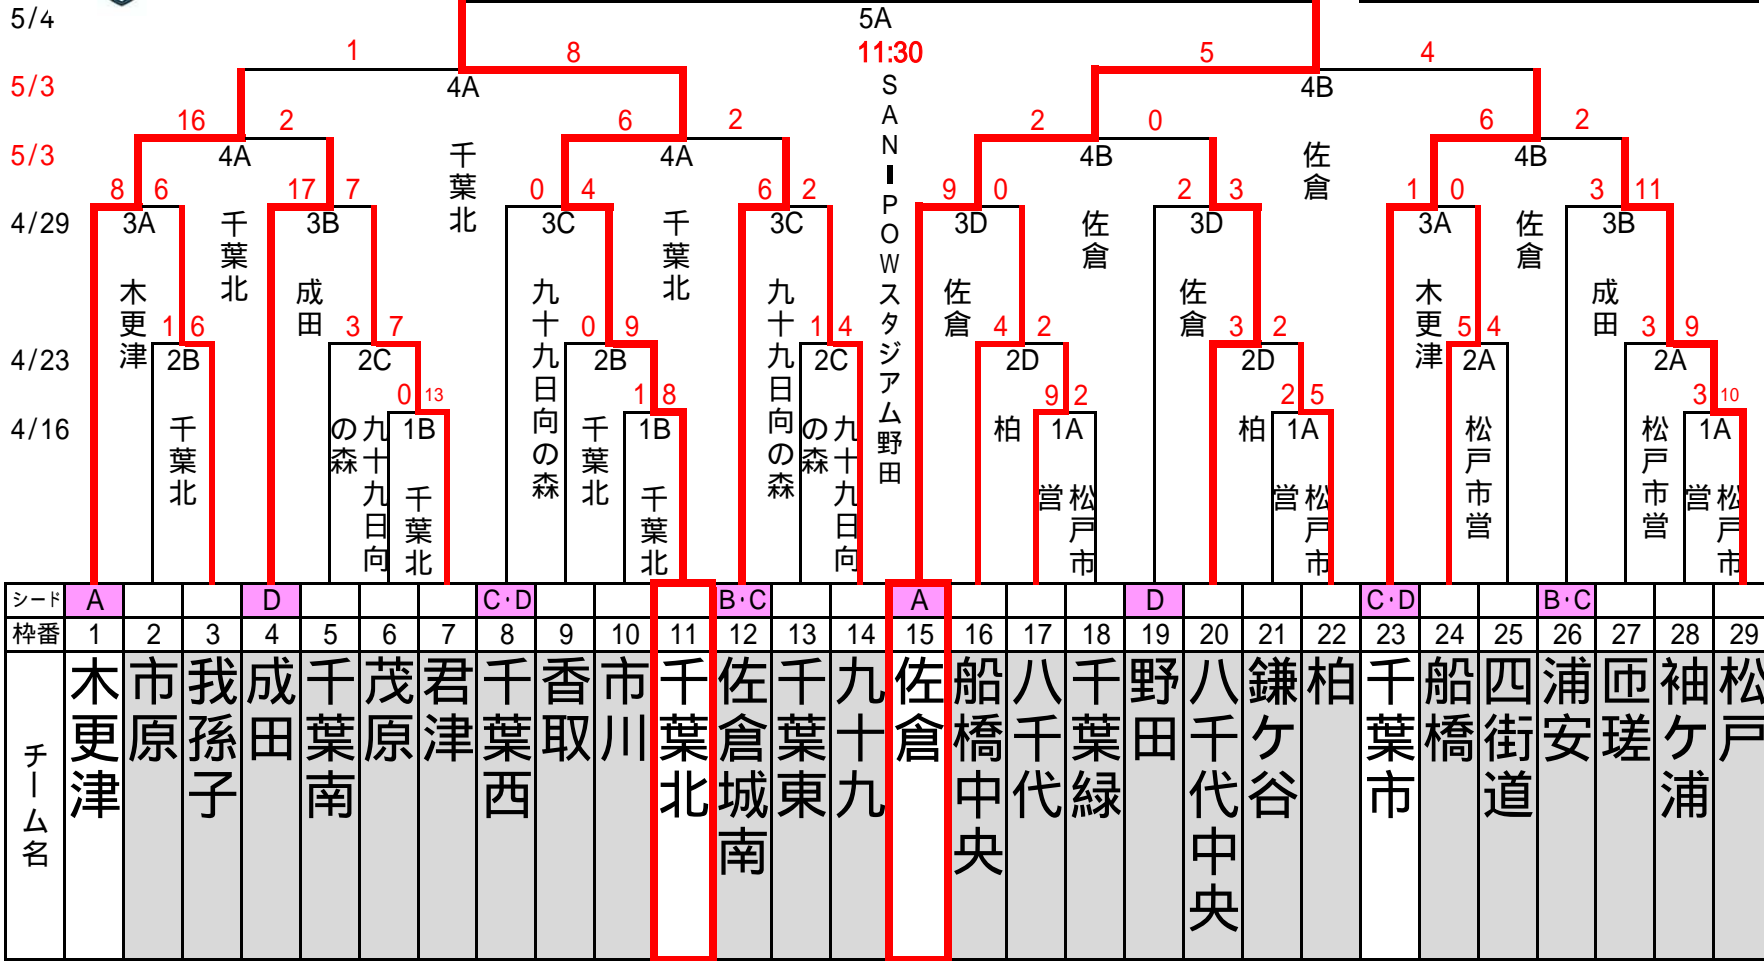 5/4
5A
1
8
11:30
5
4
5/3
4A
4B
SAN-POWスタジアム野田
16
2
6
2
2
0
6
2
5/3
4A
千葉北
4A
4B
佐倉
4B
8
6
17
7
0
4
6
2
9
0
2
3
1
0
3
11
4/29
3A
千葉北
3B
3C
千葉北
3C
3D
佐倉
3D
3A
佐倉
3B
木更津
成田
九十九日向の森
九十九日向の森
佐倉
佐倉
木更津
成田
1
6
3
7
0
9
1
4
4
2
3
2
5
4
3
9
4/23
2B
2C
2B
2C
2D
2D
2A
2A
0
13
1
8
9
2
2
5
3
10
4/16
千葉北
九十九日向の森
1B
千葉北
1B
九十九日向の森
柏
1A
柏
1A
松戸市営
松戸市営
1A
千葉北
千葉北
松戸市営
松戸市営
松戸市営
シード A D C・D B・C A D C・D B・C
枠番 1 2 3 4 5 6 7 8 9 10 11 12 13 14 15 16 17 18 19 20 21 22 23 24 25 26 27 28 29
チーム名
木更津
市原
我孫子
成田
千葉南
茂原
君津
千葉西
香取
市川
千葉北
佐倉城南
千葉東
九十九
佐倉
船橋中央
八千代
千葉緑
野田
八千代中央
鎌ケ谷
柏
千葉市
船橋
四街道
浦安
匝瑳
袖ケ浦
松戸